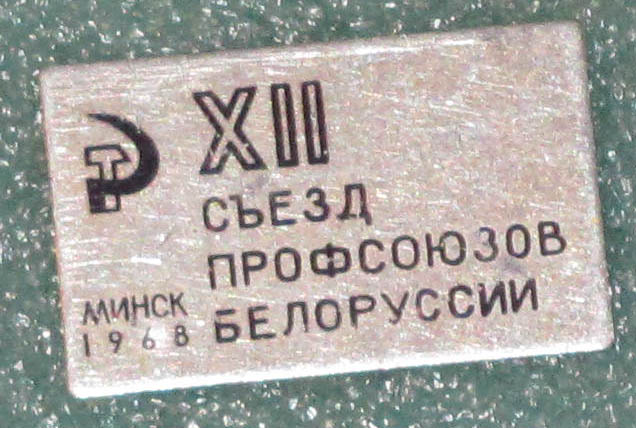 XII
СЪЕЗД
ПРОФСОЮЗОВ
БЕЛОРУССИИ
МИНСК
1968